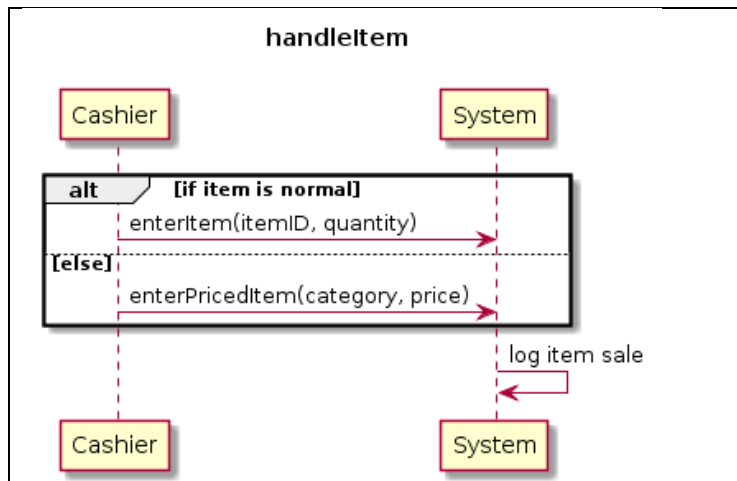 handleItem
Cashier System
alt [if item is normal]
enterItem(itemID, quantity)
[else]
enterPricedItem(category, price)
log item sale
Cashier System